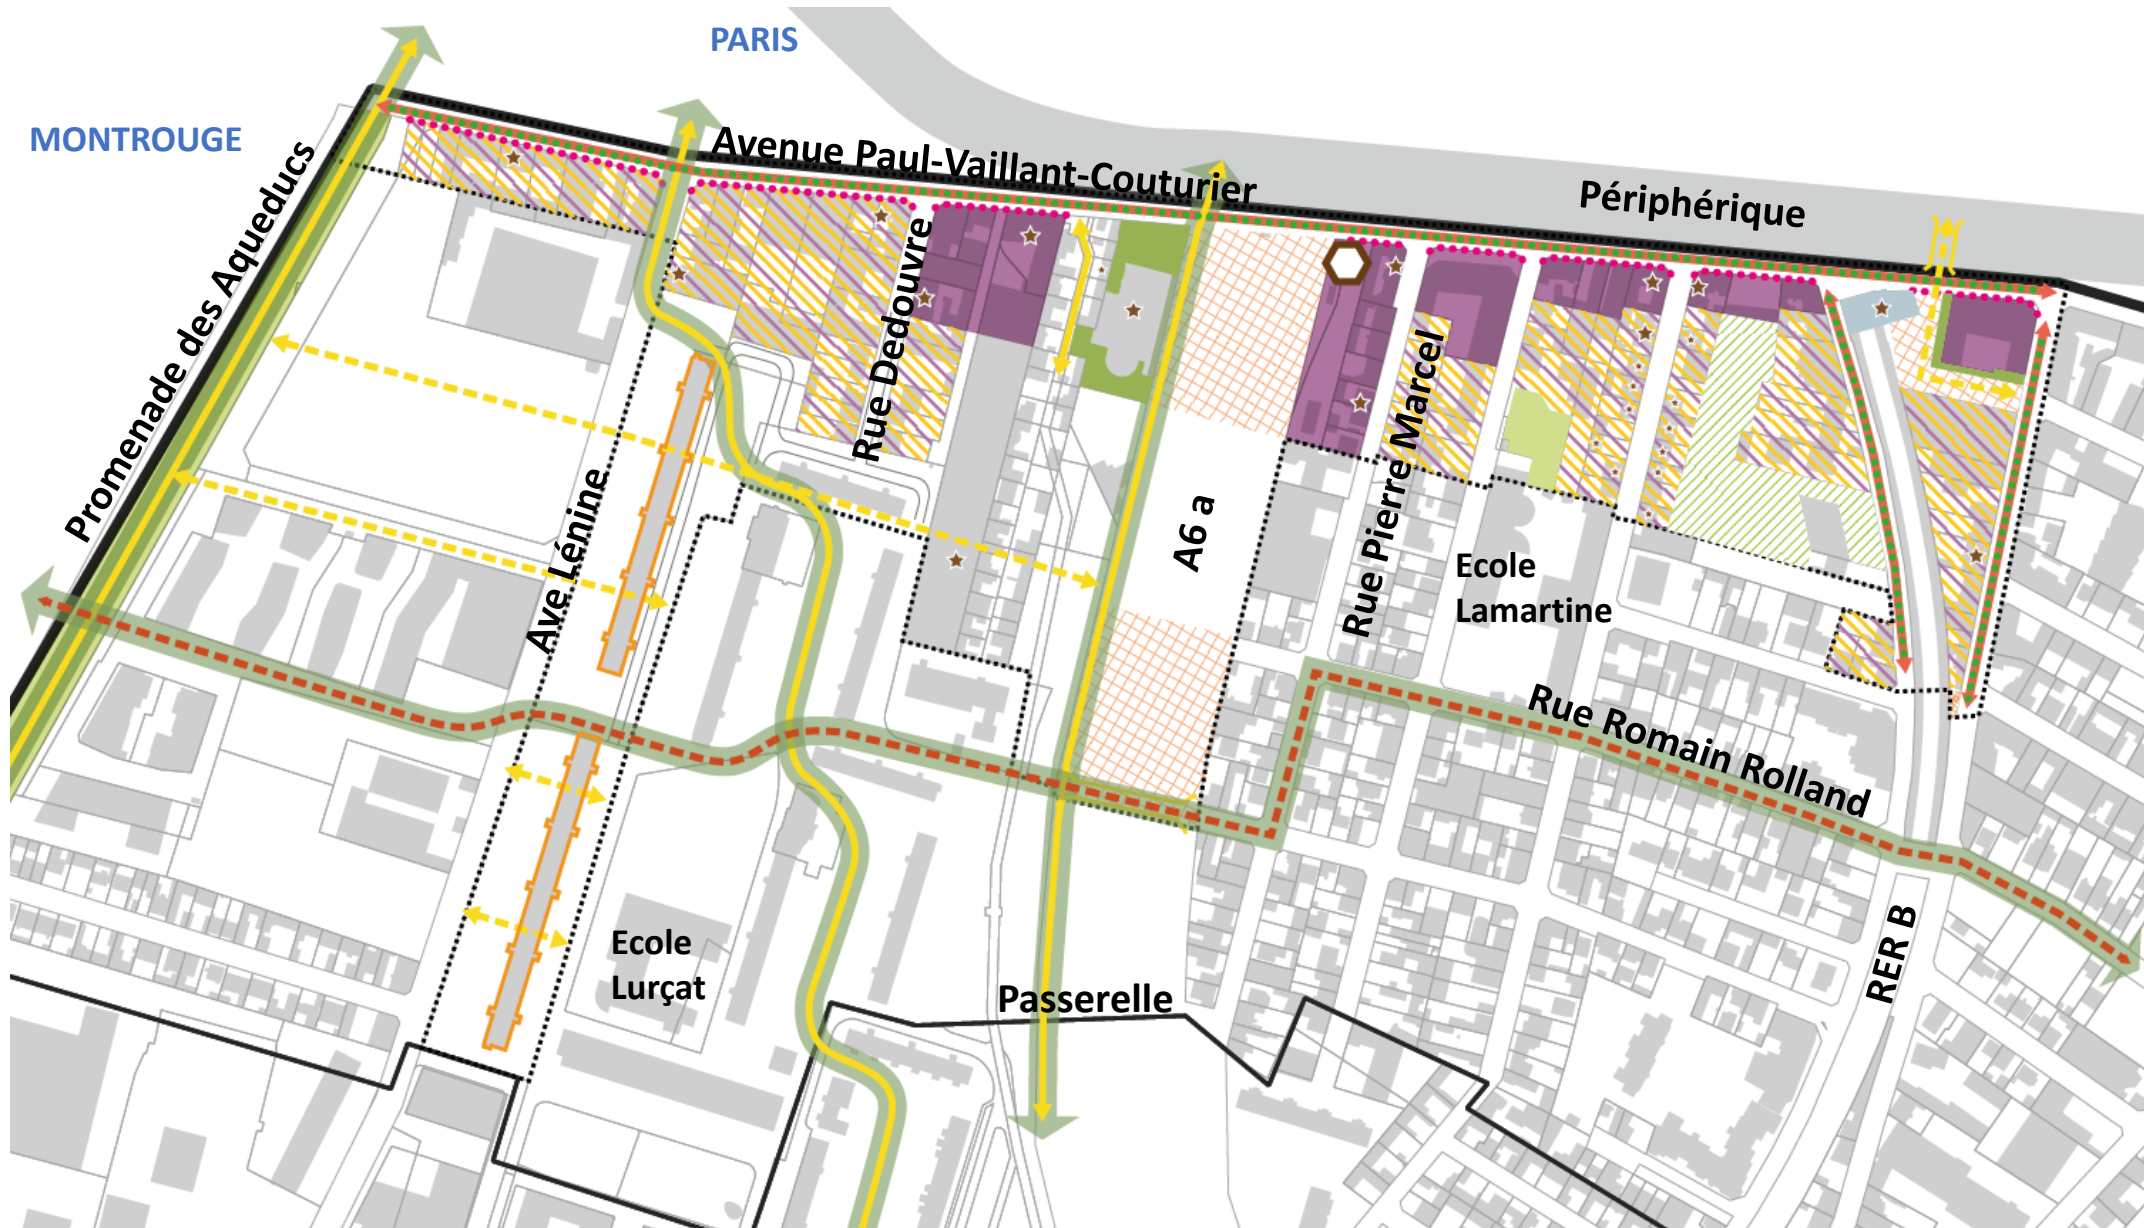 PARIS
MONTROUGE
Avenue Paul-Vaillant-Couturier
Périphérique
Promenade des Aqueducs
Rue Dedouvre
Rue Pierre Marcel
Ave Lénine
A6 a
Ecole
Lamartine
Rue Romain Rolland
Ecole
Lurçat
Passerelle
RER B